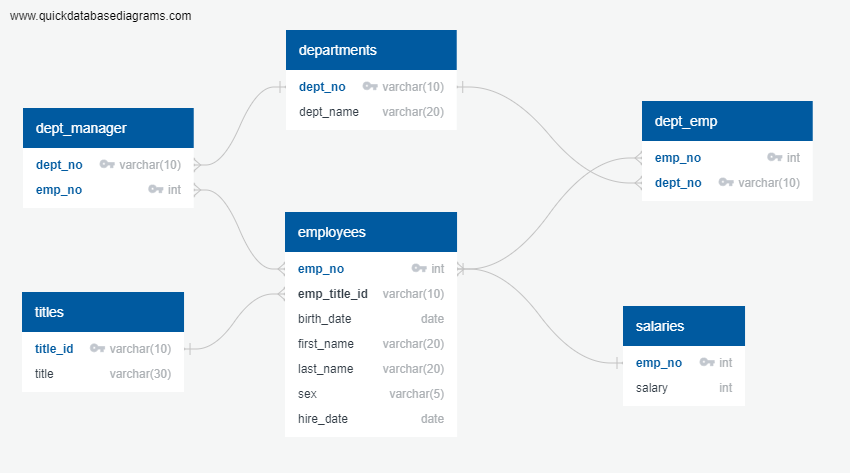 www.quickdatabasediagrams.com
departments
dept_no varchar(10)
dept_name varchar(20)
dept_manager
dept_no varchar(10)
emp_no int
dept_emp
emp_no int
dept_no varchar(10)
employees
emp_no int
emp_title_id varchar(10)
birth_date date
first_name varchar(20)
last_name varchar(20)
sex varchar(5)
hire_date date
titles
title_id varchar(10)
title varchar(30)
salaries
emp_no int
salary int